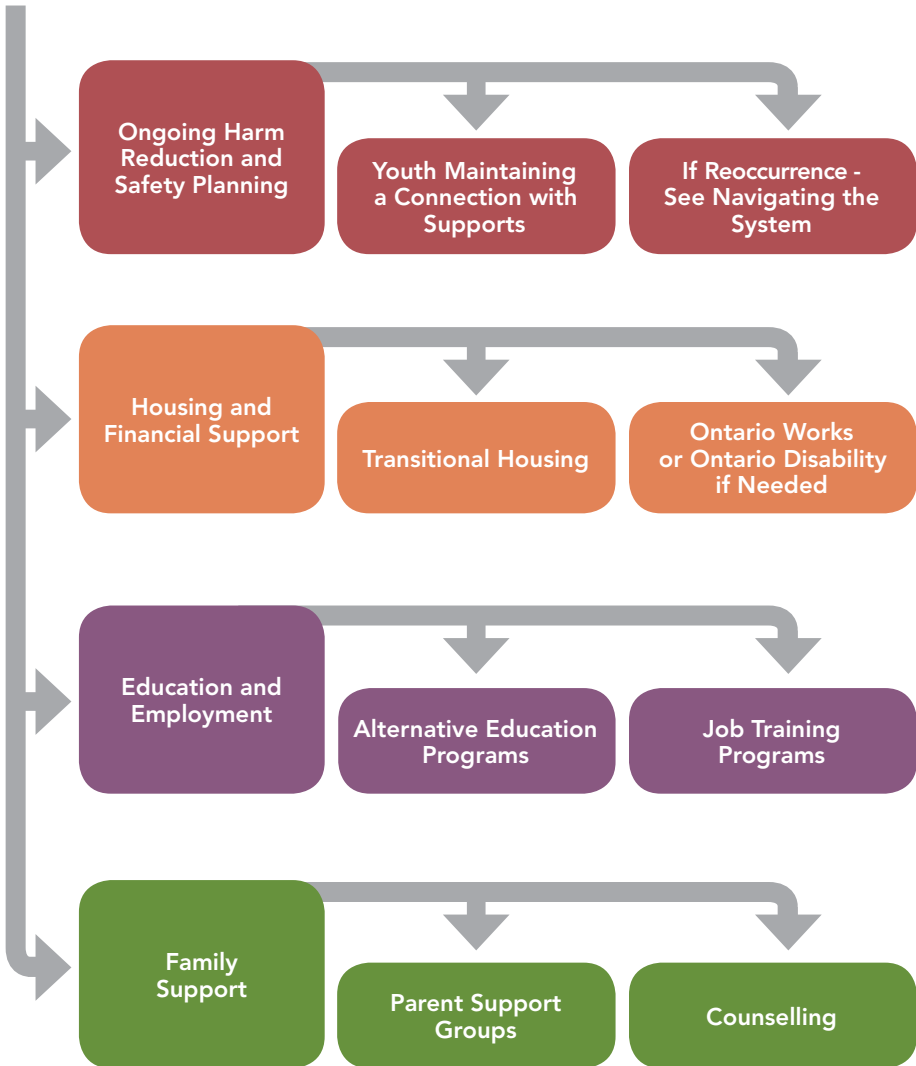 Ongoing Harm
Reduction and
Safety Planning
Youth Maintaining
a Connection with
Supports
If Reoccurrence -
See Navigating the
System
Housing and
Financial Support
Transitional Housing
Ontario Works
or Ontario Disability
if Needed
Education and
Employment
Alternative Education
Programs
Job Training
Programs
Family
Support
Parent Support
Groups
Counselling